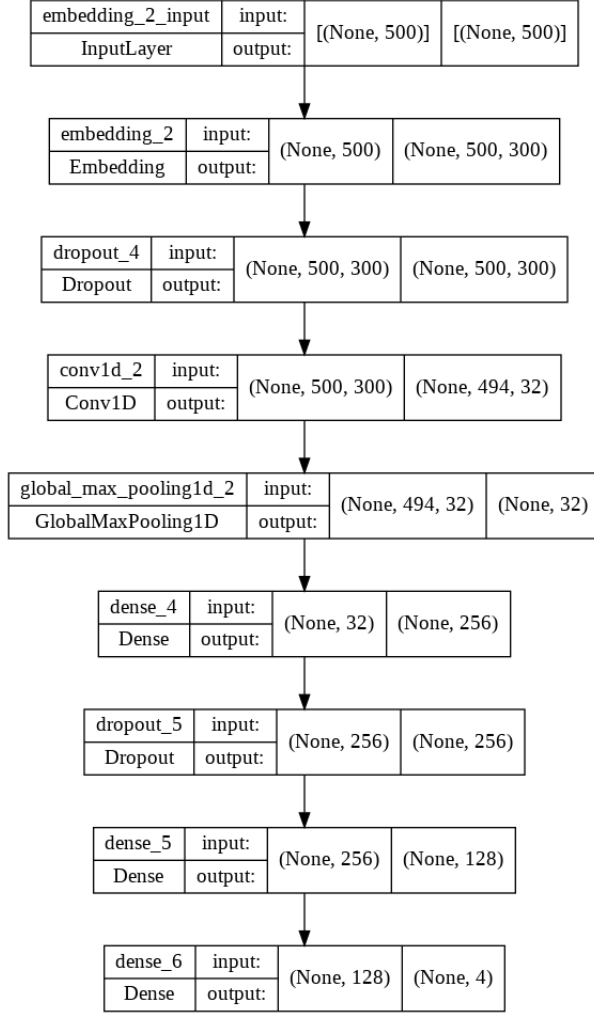 embedding_2_input input: [(None, 500)] [(None, 500)]
InputLayer output:
embedding_2 input: (None, 500) (None, 500, 300)
Embedding output:
dropout_4 input: (None, 500, 300) (None, 500, 300)
Dropout output:
conv1d_2 input: (None, 500, 300) (None, 494, 32)
Conv1D output:
global_max_pooling1d_2 input: (None, 494, 32) (None, 32)
GlobalMaxPooling1D output:
dense_4 input: (None, 32) (None, 256)
Dense output:
dropout_5 input: (None, 256) (None, 256)
Dropout output:
dense_5 input: (None, 256) (None, 128)
Dense output:
dense_6 input: (None, 128) (None, 4)
Dense output: